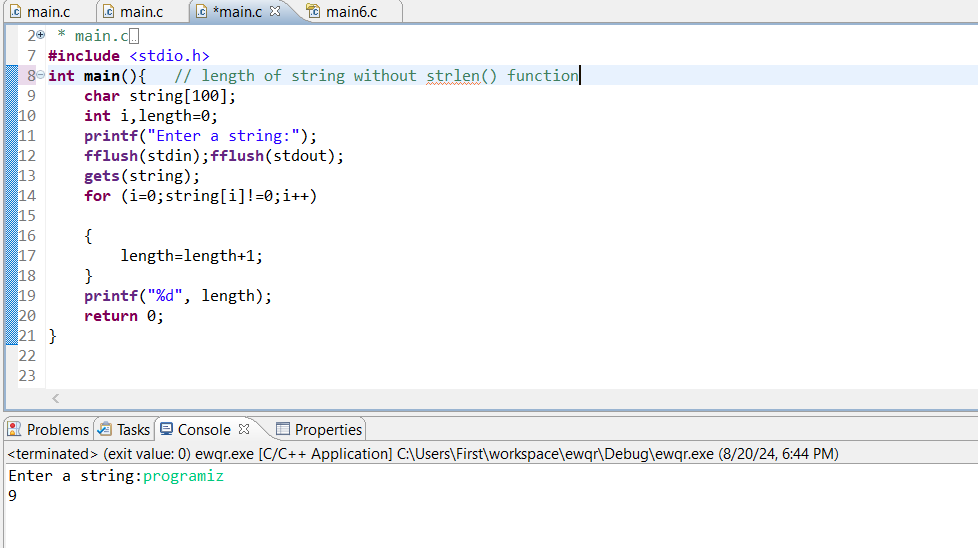 main.c main.c *main.c main6.c
2 * main.c
7 #include <stdio.h>
8 int main(){   // length of string without strlen() function
9     char string[100];
10     int i,length=0;
11     printf("Enter a string:");
12     fflush(stdin);fflush(stdout);
13     gets(string);
14     for (i=0;string[i]!=0;i++)
15
16     {
17         length=length+1;
18     }
19     printf("%d", length);
20     return 0;
21 }
22
23
Problems Tasks Console Properties
<terminated> (exit value: 0) ewqr.exe [C/C++ Application] C:\Users\First\workspace\ewqr\Debug\ewqr.exe (8/20/24, 6:44 PM)
Enter a string:programiz
9